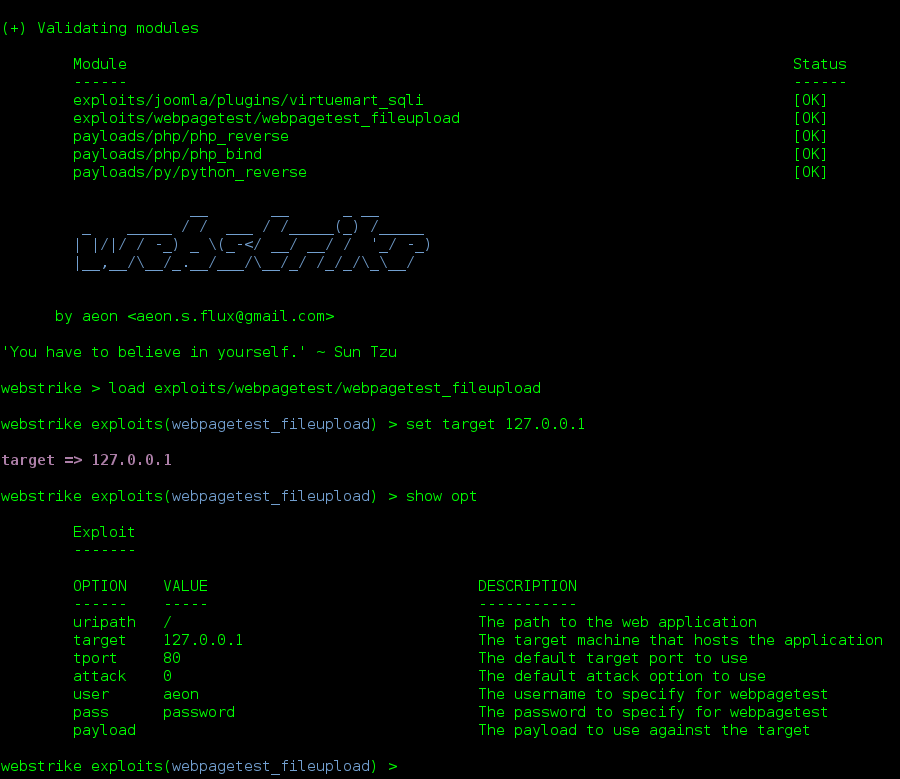 (+) Validating modules
Module Status
------ ------
exploits/joomla/plugins/virtuemart_sqli [OK]
exploits/webpagetest/webpagetest_fileupload [OK]
payloads/php/php_reverse [OK]
payloads/php/php_bind [OK]
payloads/py/python_reverse [OK]
webstrike
by aeon <aeon.s.flux@gmail.com>
'You have to believe in yourself.' ~ Sun Tzu
webstrike > load exploits/webpagetest/webpagetest_fileupload
webstrike exploits(webpagetest_fileupload) > set target 127.0.0.1
target => 127.0.0.1
webstrike exploits(webpagetest_fileupload) > show opt
Exploit
-------
OPTION VALUE DESCRIPTION
------ ----- -----------
uripath / The path to the web application
target 127.0.0.1 The target machine that hosts the application
tport 80 The default target port to use
attack 0 The default attack option to use
user aeon The username to specify for webpagetest
pass password The password to specify for webpagetest
payload The payload to use against the target
webstrike exploits(webpagetest_fileupload) >